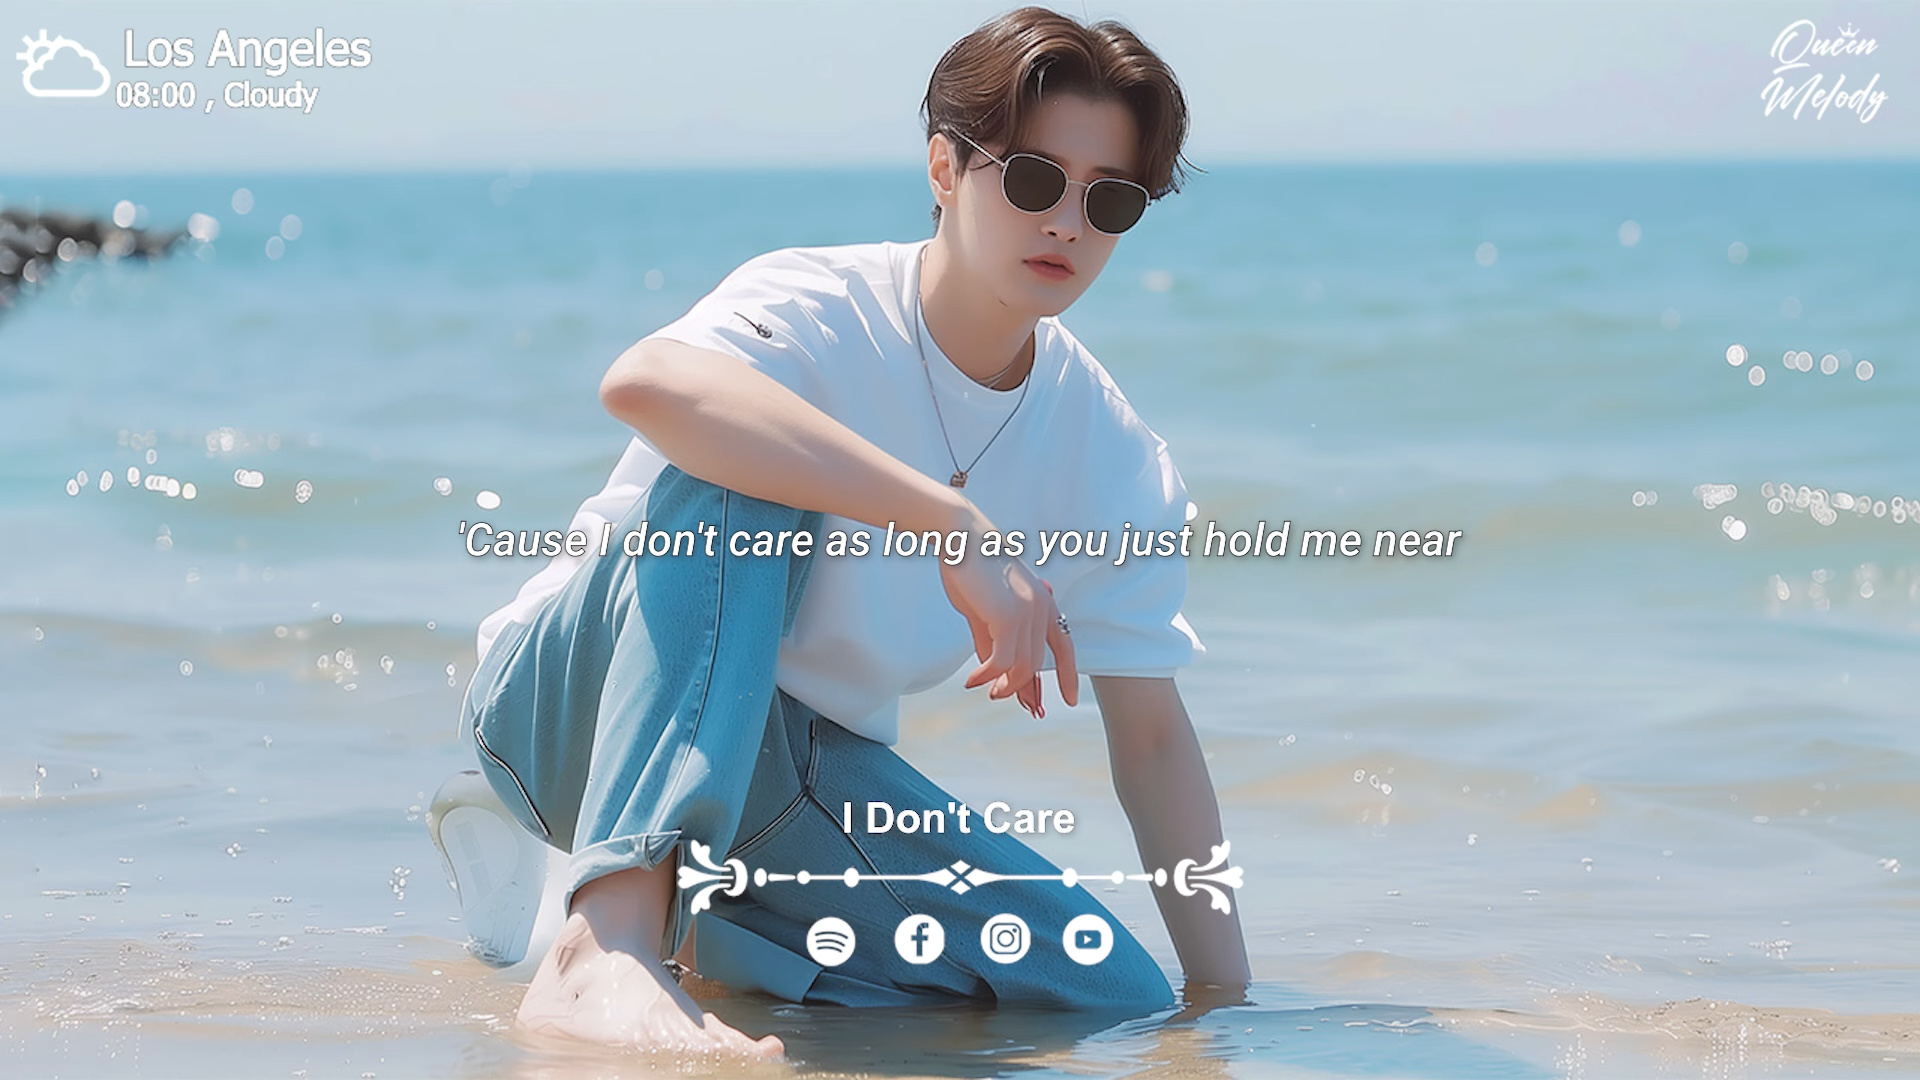 Los Angeles
08:00 , Cloudy
Queen
Melody
'Cause I don't care as long as you just hold me near
I Don't Care